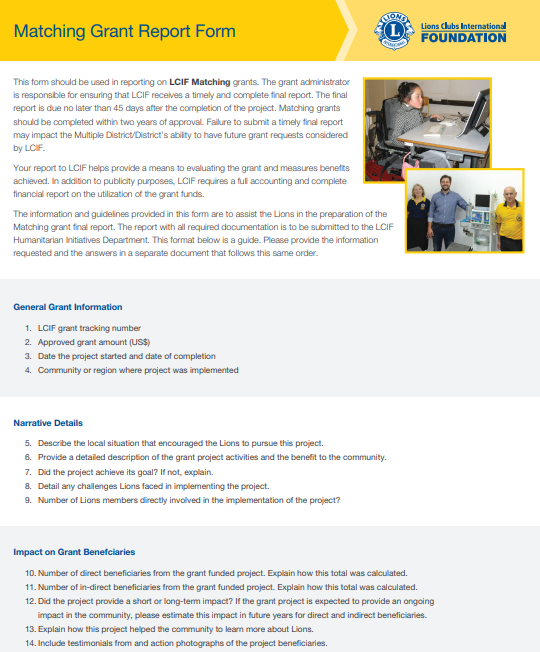 Matching Grant Report Form
LIONS
INTERNATIONAL
Lions Clubs International
FOUNDATION
This form should be used in reporting on LCIF Matching grants. The grant administrator
is responsible for ensuring that LCIF receives a timely and complete final report. The final
report is due no later than 45 days after the completion of the project. Matching grants
should be completed within two years of approval. Failure to submit a timely final report
may impact the Multiple District/District's ability to have future grant requests considered
by LCIF.
Your report to LCIF helps provide a means to evaluating the grant and measures benefits
achieved. In addition to publicity purposes, LCIF requires a full accounting and complete
financial report on the utilization of the grant funds.
The information and guidelines provided in this form are to assist the Lions in the preparation of the
Matching grant final report. The report with all required documentation is to be submitted to the LCIF
Humanitarian Initiatives Department. This format below is a guide. Please provide the information
requested and the answers in a separate document that follows this same order.
General Grant Information
1. LCIF grant tracking number
2. Approved grant amount (US$)
3. Date the project started and date of completion
4. Community or region where project was implemented
Narrative Details
5. Describe the local situation that encouraged the Lions to pursue this project.
6. Provide a detailed description of the grant project activities and the benefit to the community.
7. Did the project achieve its goal? If not, explain.
8. Detail any challenges Lions faced in implementing the project.
9. Number of Lions members directly involved in the implementation of the project?
Impact on Grant Benefciaries
10. Number of direct beneficiaries from the grant funded project. Explain how this total was calculated.
11. Number of in-direct beneficiaries from the grant funded project. Explain how this total was calculated.
12. Did the project provide a short or long-term impact? If the grant project is expected to provide an ongoing
impact in the community, please estimate this impact in future years for direct and indirect beneficiaries.
13. Explain how this project helped the community to learn more about Lions.
14. Include testimonials from and action photographs of the project beneficiaries.